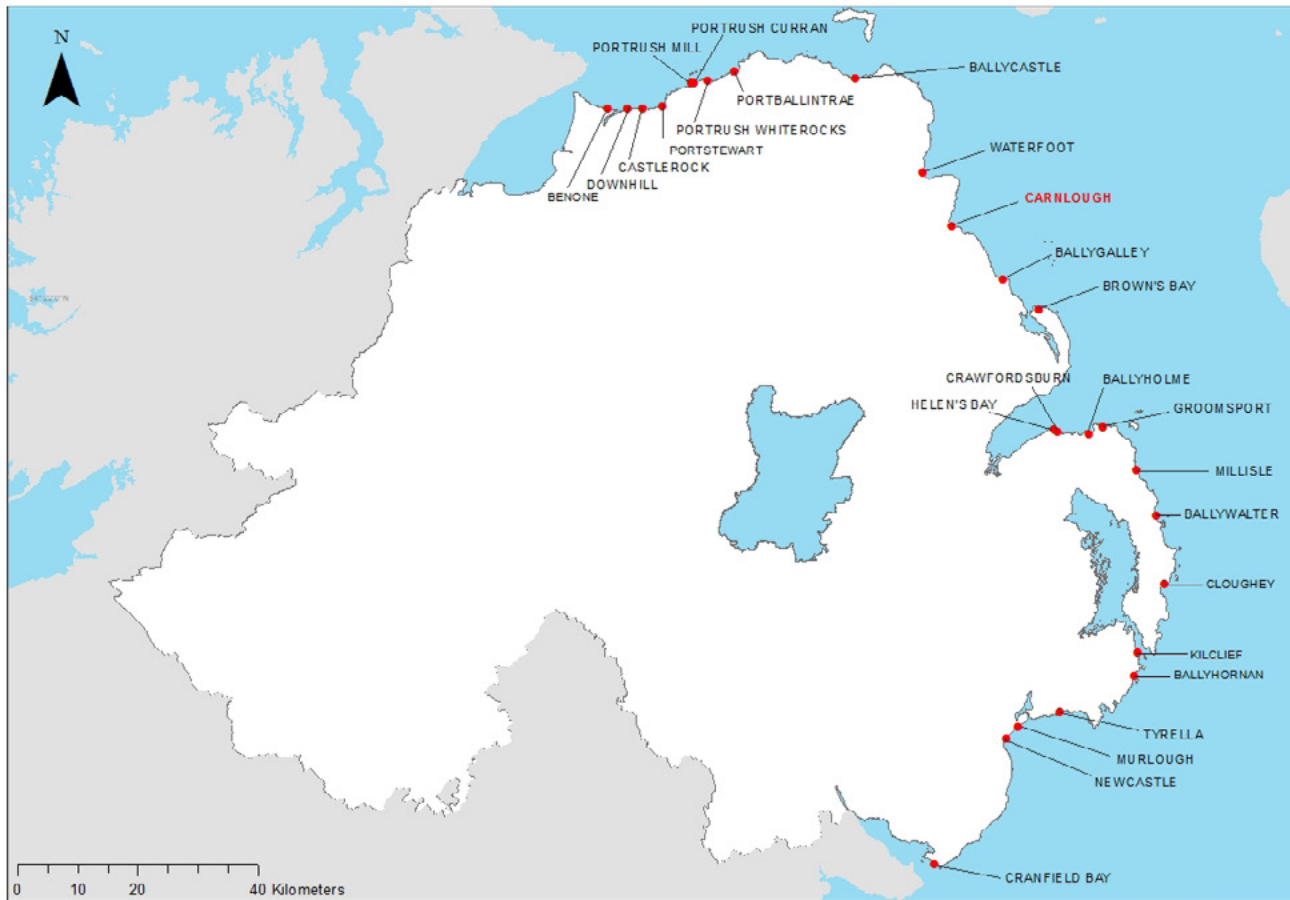 N
PORTRUSH CURRAN
PORTRUSH MILL
BALLYCASTLE
PORTBALLINTRAE
PORTRUSH WHITEROCKS
PORTSTEWART
CASTLEROCK
DOWNHILL
BENONE
WATERFOOT
CARNLOUGH
BALLYGALLEY
BROWN'S BAY
CRAWFORDSBURN
BALLYHOLME
HELEN'S BAY
GROOMSPORT
MILLISLE
BALLYWALTER
CLOUGHEY
KILCLIEF
BALLYHORNAN
TYRELLA
MURLOUGH
NEWCASTLE
CRANFIELD BAY
0 10 20 40 Kilometers